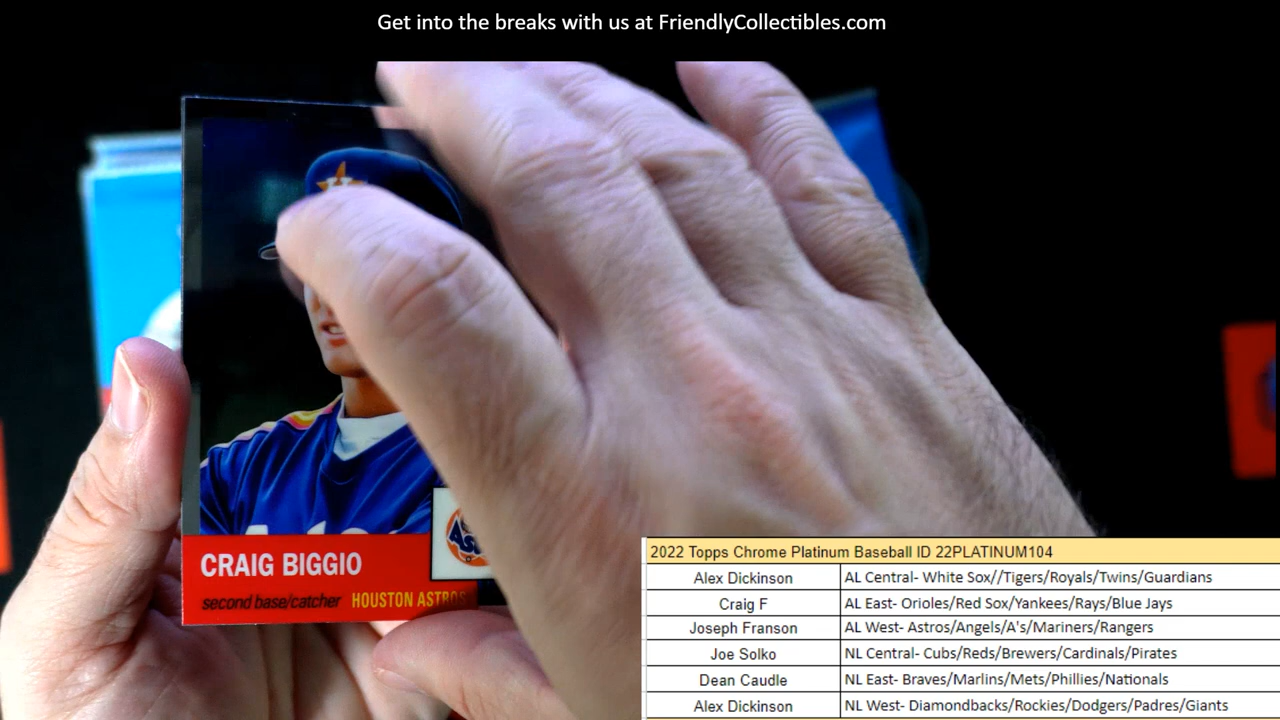 Get into the breaks with us at FriendlyCollectibles.com
CRAIG BIGGIO
second base/catcher HOUSTON ASTROS
2022 Topps Chrome Platinum Baseball ID 22PLATINUM104
Alex Dickinson AL Central- White Sox//Tigers/Royals/Twins/Guardians
Craig F AL East- Orioles/Red Sox/Yankees/Rays/Blue Jays
Joseph Franson AL West- Astros/Angels/A's/Mariners/Rangers
Joe Solko NL Central- Cubs/Reds/Brewers/Cardinals/Pirates
Dean Caudle NL East- Braves/Marlins/Mets/Phillies/Nationals
Alex Dickinson NL West- Diamondbacks/Rockies/Dodgers/Padres/Giants